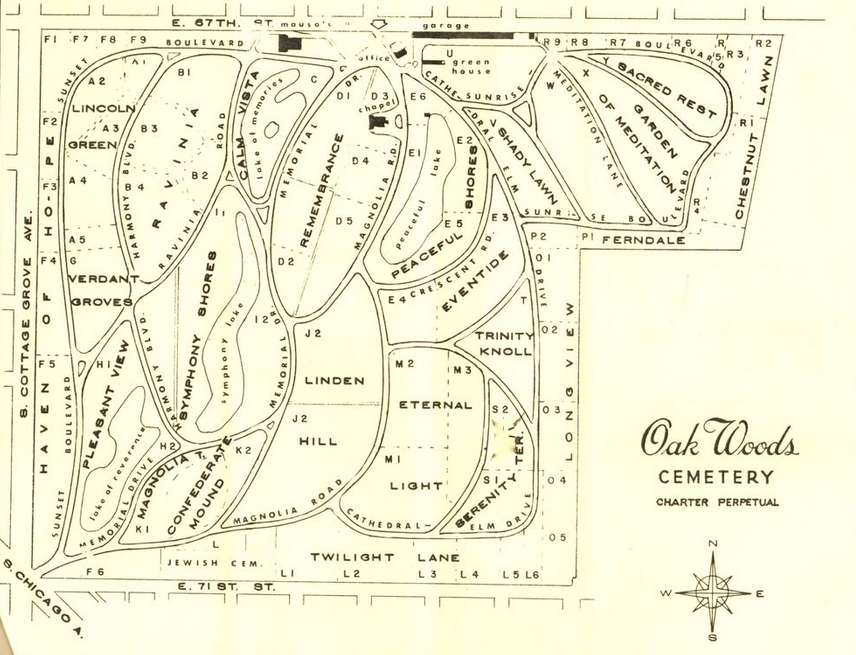 E. 67TH. ST.
mauso'm
garage
F1 F7 F8 F9 BOULEVARD
SUNSET
office
U
green
house
R9 R8 R7 BOULEVARD R6 R5 R3 R2
A1
A2
B1
LINCOLN
GREEN
A3
B3
F2
F3
A4
B4
B2
A5
RAVINIA
ROAD
RAVINIA
HARMONY BLVD.
CALM VISTA
lake of memories
C
MEMORIAL
DR.
D1
D3
chapel
D4
D5
D2
REMEMBRANCE
MAGNOLIA RD.
E6
CATHEDRAL ELM
SUNRISE
E1
E2
peaceful lake
E5
PEACEFUL SHORES
V
SHADY LAWN
E3
W
X
Y
MEDITATION LANE
SACRED REST
GARDEN
OF MEDITATION
R1
R4
CHESTNUT LAWN
SUNRISE BOULEVARD
P2
P1
FERNDALE
S. COTTAGE GROVE AVE.
HAVEN OF HO-PE
F4
G
VERDANT
GROVES
I1
SYMPHONY SHORES
symphony lake
I2
MEMORIAL DR.
HARMONY BLVD.
E4
CRESCENT RD.
EVENTIDE
O1
DRIVE
T
TRINITY
KNOLL
O2
LONG VIEW
F5
H1
PLEASANT VIEW
BOULEVARD
SUNSET
lake of reverence
H2
MEMORIAL DRIVE
MAGNOLIA T.
CONFEDERATE
MOUND
K2
K1
J2
LINDEN
J2
HILL
M2
M3
ETERNAL
M1
LIGHT
S2
S1
SERENITY TER.
O3
O4
O5
MAGNOLIA ROAD
CATHEDRAL-
ELM DRIVE
L
JEWISH CEM.
TWILIGHT LANE
F6
L1 L2 L3 L4 L5 L6
E. 71 ST. ST.
S. CHICAGO A.
Oak Woods
CEMETERY
CHARTER PERPETUAL
N
W
E
S